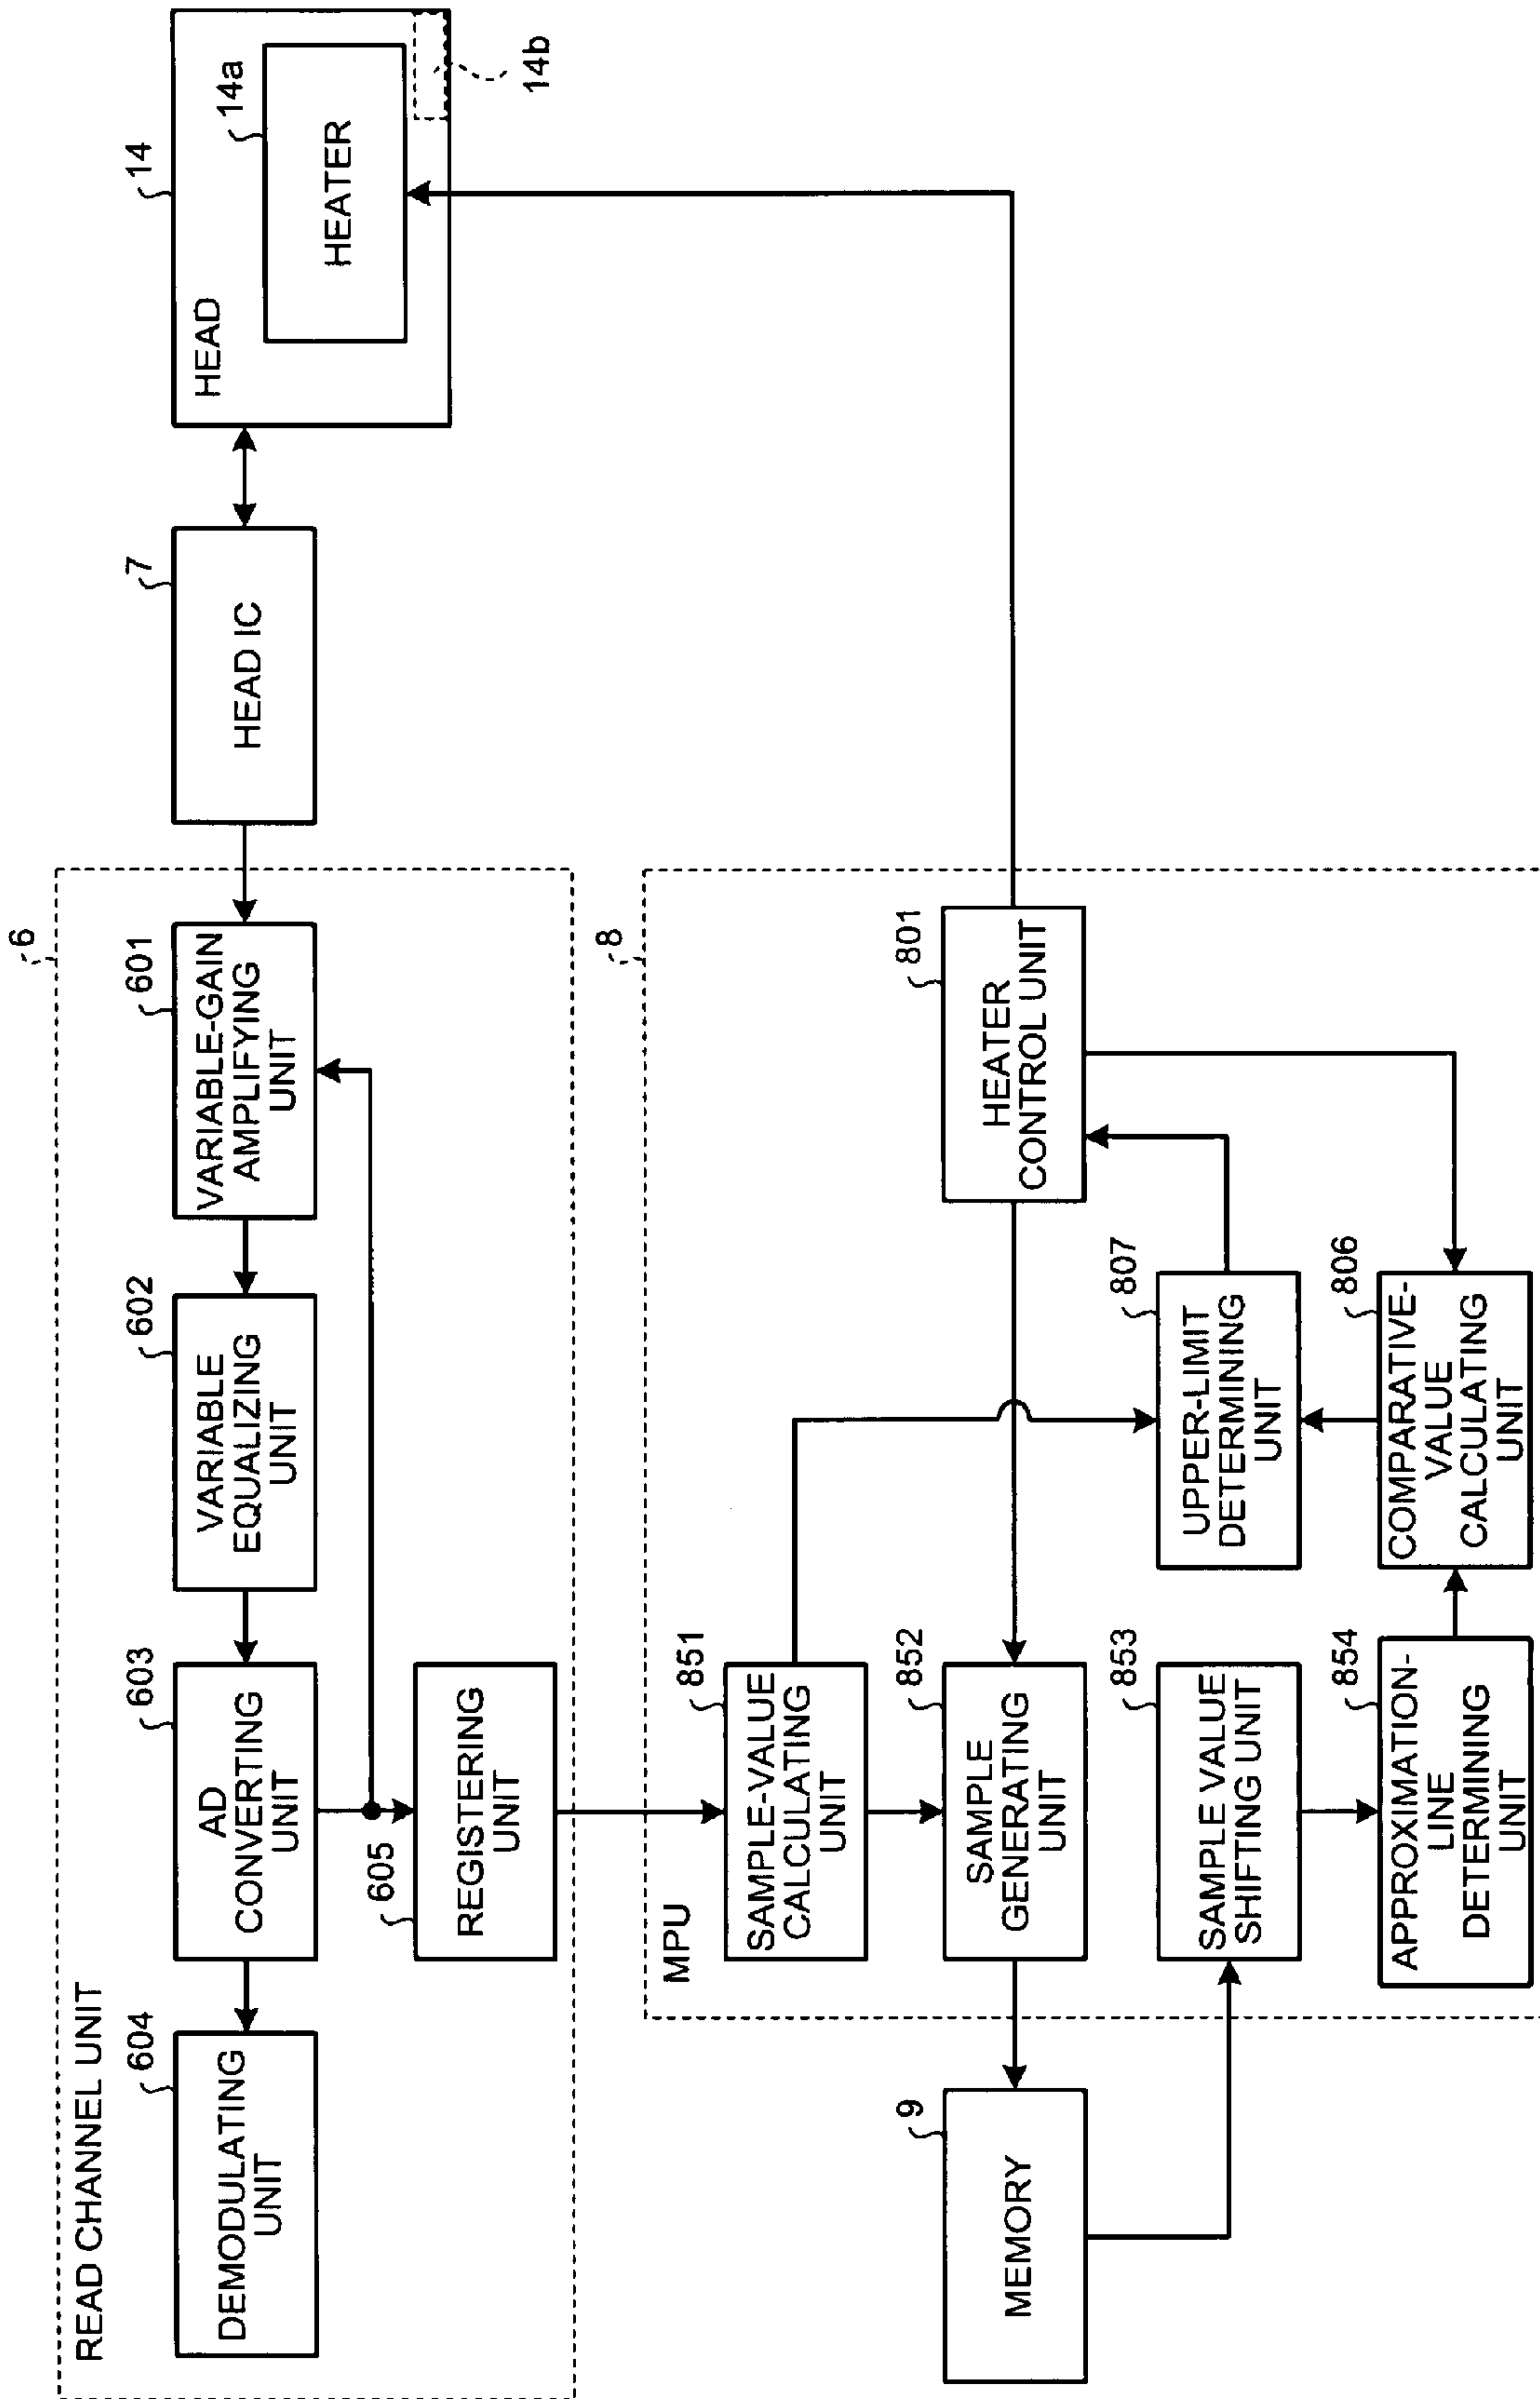 READ CHANNEL UNIT
6
604
DEMODULATING
UNIT
603
AD
CONVERTING
UNIT
602
VARIABLE
EQUALIZING
UNIT
601
VARIABLE-GAIN
AMPLIFYING
UNIT
7
HEAD IC
14
HEAD
14a
HEATER
14b
605
REGISTERING
UNIT
MPU
8
851
SAMPLE-VALUE
CALCULATING
UNIT
9
MEMORY
852
SAMPLE
GENERATING
UNIT
801
HEATER
CONTROL UNIT
853
SAMPLE VALUE
SHIFTING UNIT
807
UPPER-LIMIT
DETERMINING
UNIT
854
APPROXIMATION-
LINE
DETERMINING
UNIT
806
COMPARATIVE-
VALUE
CALCULATING
UNIT